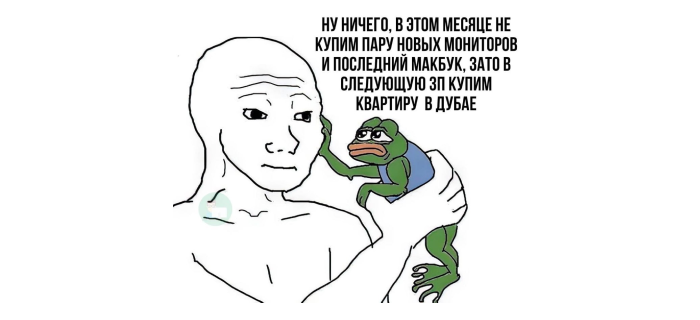 НУ НИЧЕГО, В ЭТОМ МЕСЯЦЕ НЕ
КУПИМ ПАРУ НОВЫХ МОНИТОРОВ
И ПОСЛЕДНИЙ МАКБУК, ЗАТО В
СЛЕДУЮЩУЮ ЗП КУПИМ
КВАРТИРУ В ДУБАЕ